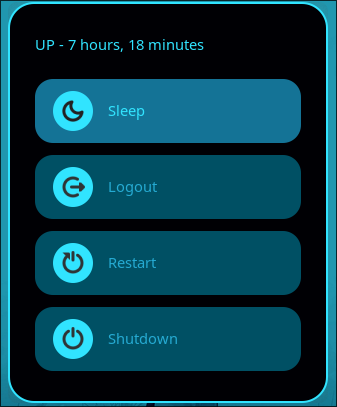 UP - 7 hours, 18 minutes
Sleep
Logout
Restart
Shutdown